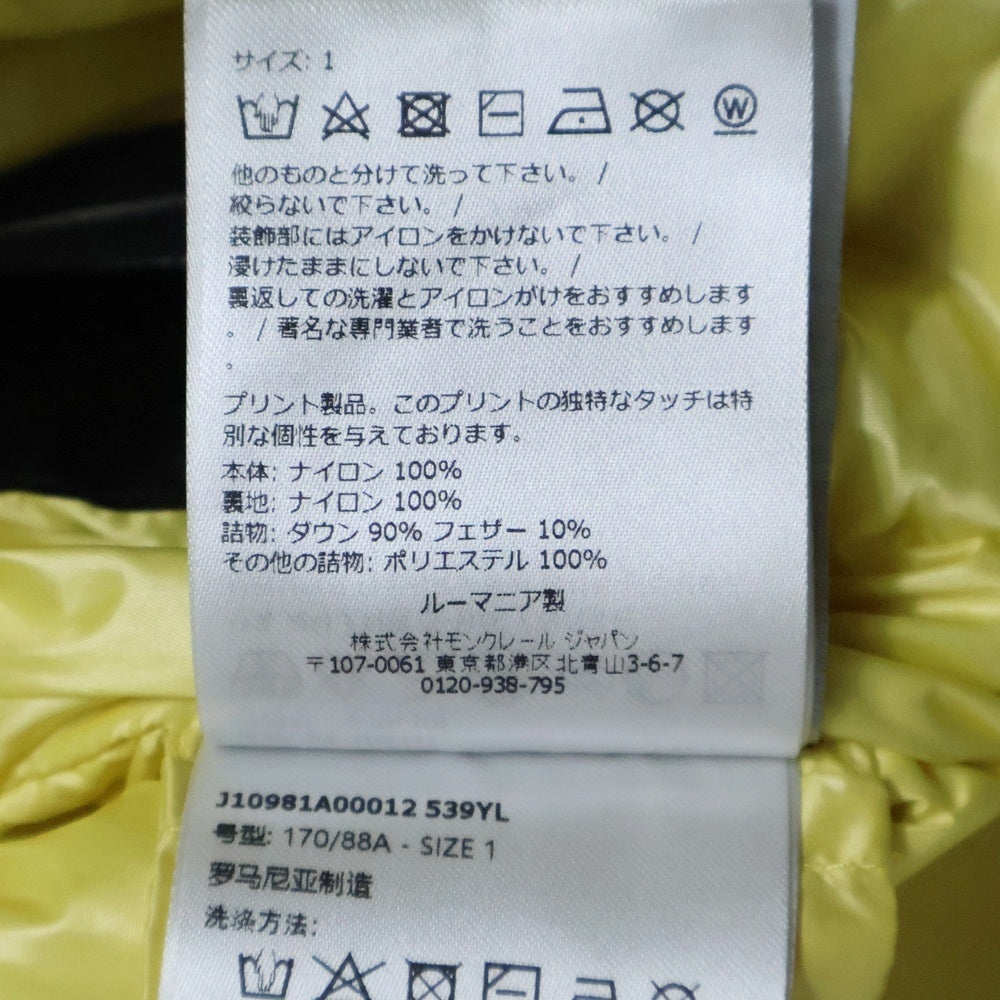 サイズ: 1
W
他のものと分けて洗って下さい。 /
絞らないで下さい。 /
装飾部にはアイロンをかけないで下さい。 /
浸けたままにしないで下さい。 /
裏返しての洗濯とアイロンがけをおすすめします
。 / 著名な専門業者で洗うことをおすすめします
。
プリント製品。このプリントの独特なタッチは特
別な個性を与えております。
本体: ナイロン 100%
裏地: ナイロン 100%
詰物: ダウン 90% フェザー 10%
その他の詰物: ポリエステル 100%
ルーマニア製
株式会社モンクレール ジャパン
〒107-0061 東京都港区北青山3-6-7
0120-938-795
J10981A00012 539YL
号型: 170/88A - SIZE 1
罗马尼亚制造
洗涤方法: